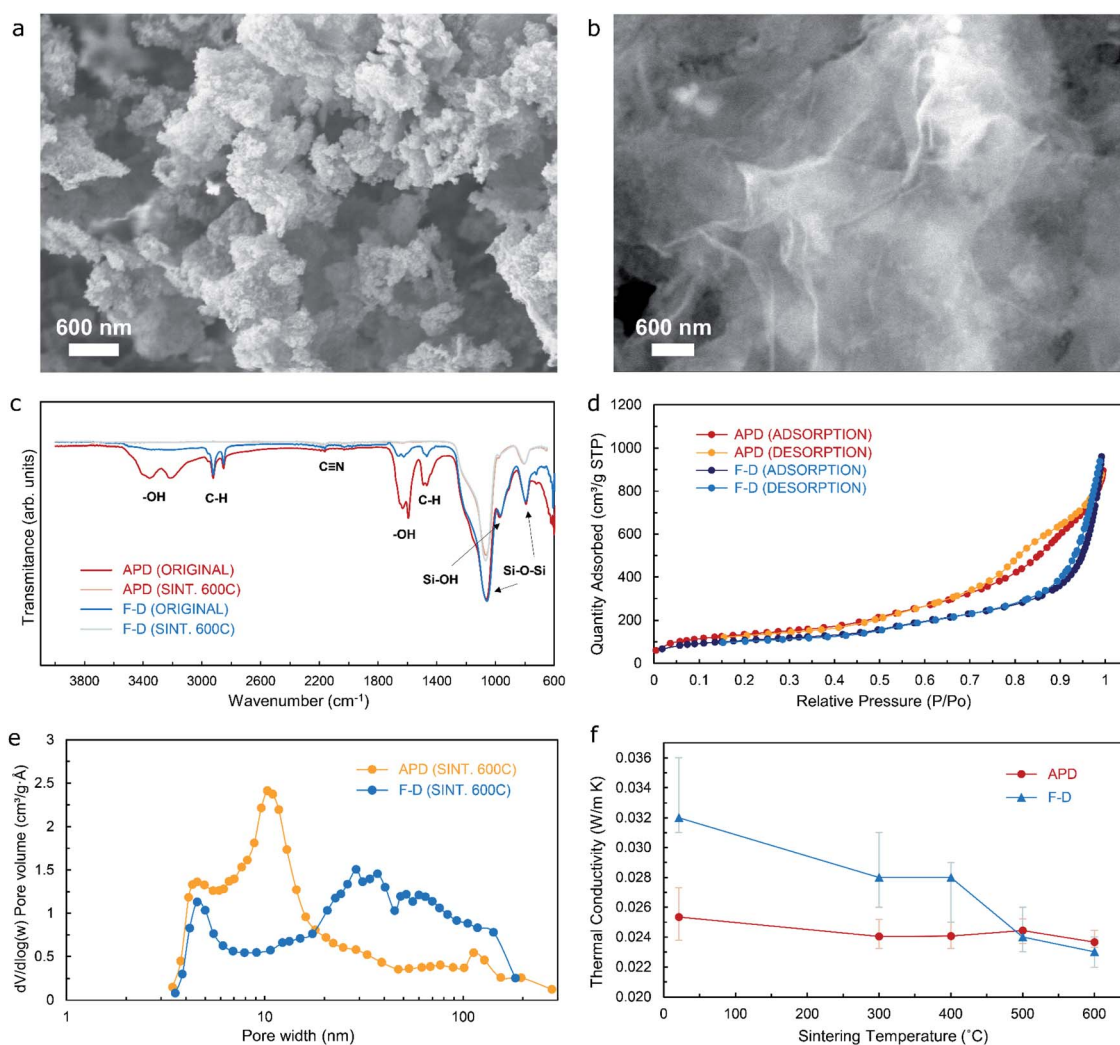 a
b
600 nm
600 nm
c
Transmitance (arb. units)
-OH
C-H
C≡N
-OH
C-H
Si-OH
Si-O-Si
APD (ORIGINAL)
APD (SINT. 600C)
F-D (ORIGINAL)
F-D (SINT. 600C)
3800 3400 3000 2600 2200 1800 1400 1000 600
Wavenumber (cm⁻¹)
d
Quantity Adsorbed (cm³/g STP)
1200
1000
800
600
400
200
0
APD (ADSORPTION)
APD (DESORPTION)
F-D (ADSORPTION)
F-D (DESORPTION)
0 0.1 0.2 0.3 0.4 0.5 0.6 0.7 0.8 0.9 1
Relative Pressure (P/Po)
e
dV/dlog(w) Pore volume (cm³/g·Å)
3
2.5
2
1.5
1
0.5
0
APD (SINT. 600C)
F-D (SINT. 600C)
1 10 100
Pore width (nm)
f
Thermal Conductivity (W/m K)
0.036
0.034
0.032
0.030
0.028
0.026
0.024
0.022
0.020
APD
F-D
0 100 200 300 400 500 600
Sintering Temperature (˚C)